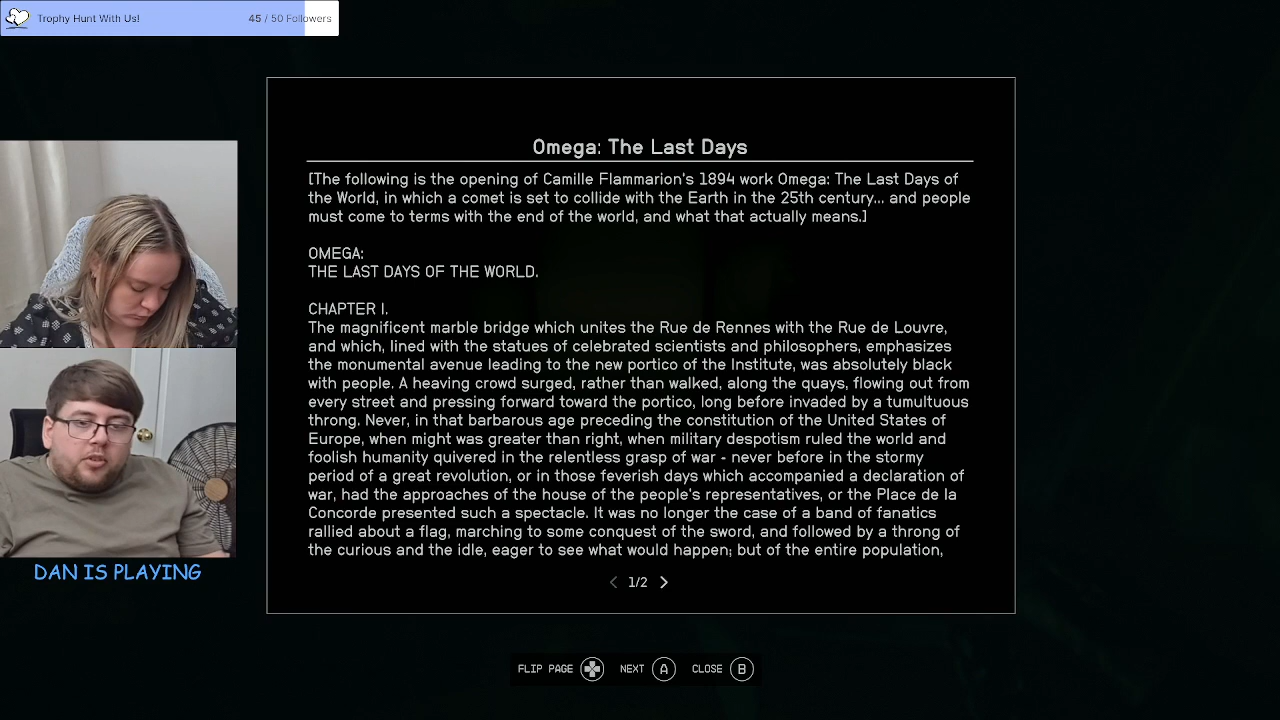 Trophy Hunt With Us!
45 / 50 Followers
Omega: The Last Days
[The following is the opening of Camille Flammarion's 1894 work Omega: The Last Days of
the World, in which a comet is set to collide with the Earth in the 25th century... and people
must come to terms with the end of the world, and what that actually means.]
OMEGA:
THE LAST DAYS OF THE WORLD.
CHAPTER I.
The magnificent marble bridge which unites the Rue de Rennes with the Rue de Louvre,
and which, lined with the statues of celebrated scientists and philosophers, emphasizes
the monumental avenue leading to the new portico of the Institute, was absolutely black
with people. A heaving crowd surged, rather than walked, along the quays, flowing out from
every street and pressing forward toward the portico, long before invaded by a tumultuous
throng. Never, in that barbarous age preceding the constitution of the United States of
Europe, when might was greater than right, when military despotism ruled the world and
foolish humanity quivered in the relentless grasp of war - never before in the stormy
period of a great revolution, or in those feverish days which accompanied a declaration of
war, had the approaches of the house of the people's representatives, or the Place de la
Concorde presented such a spectacle. It was no longer the case of a band of fanatics
rallied about a flag, marching to some conquest of the sword, and followed by a throng of
the curious and the idle, eager to see what would happen; but of the entire population,
1/2
DAN IS PLAYING
FLIP PAGE NEXT A CLOSE B